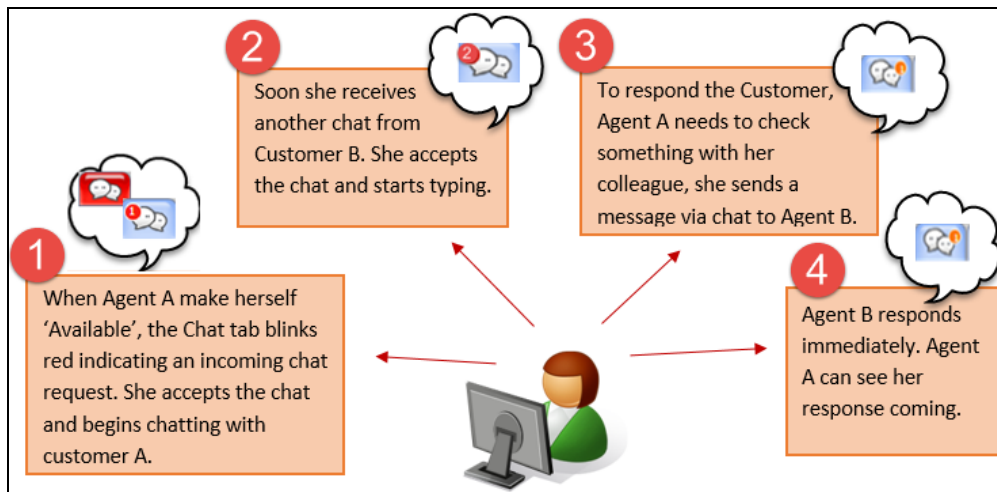 1
When Agent A make herself
‘Available’, the Chat tab blinks
red indicating an incoming chat
request. She accepts the chat
and begins chatting with
customer A.
1
2
Soon she receives
another chat from
Customer B. She accepts
the chat and starts typing.
2
3
To respond the Customer,
Agent A needs to check
something with her
colleague, she sends a
message via chat to Agent B.
4
Agent B responds
immediately. Agent
A can see her
response coming.